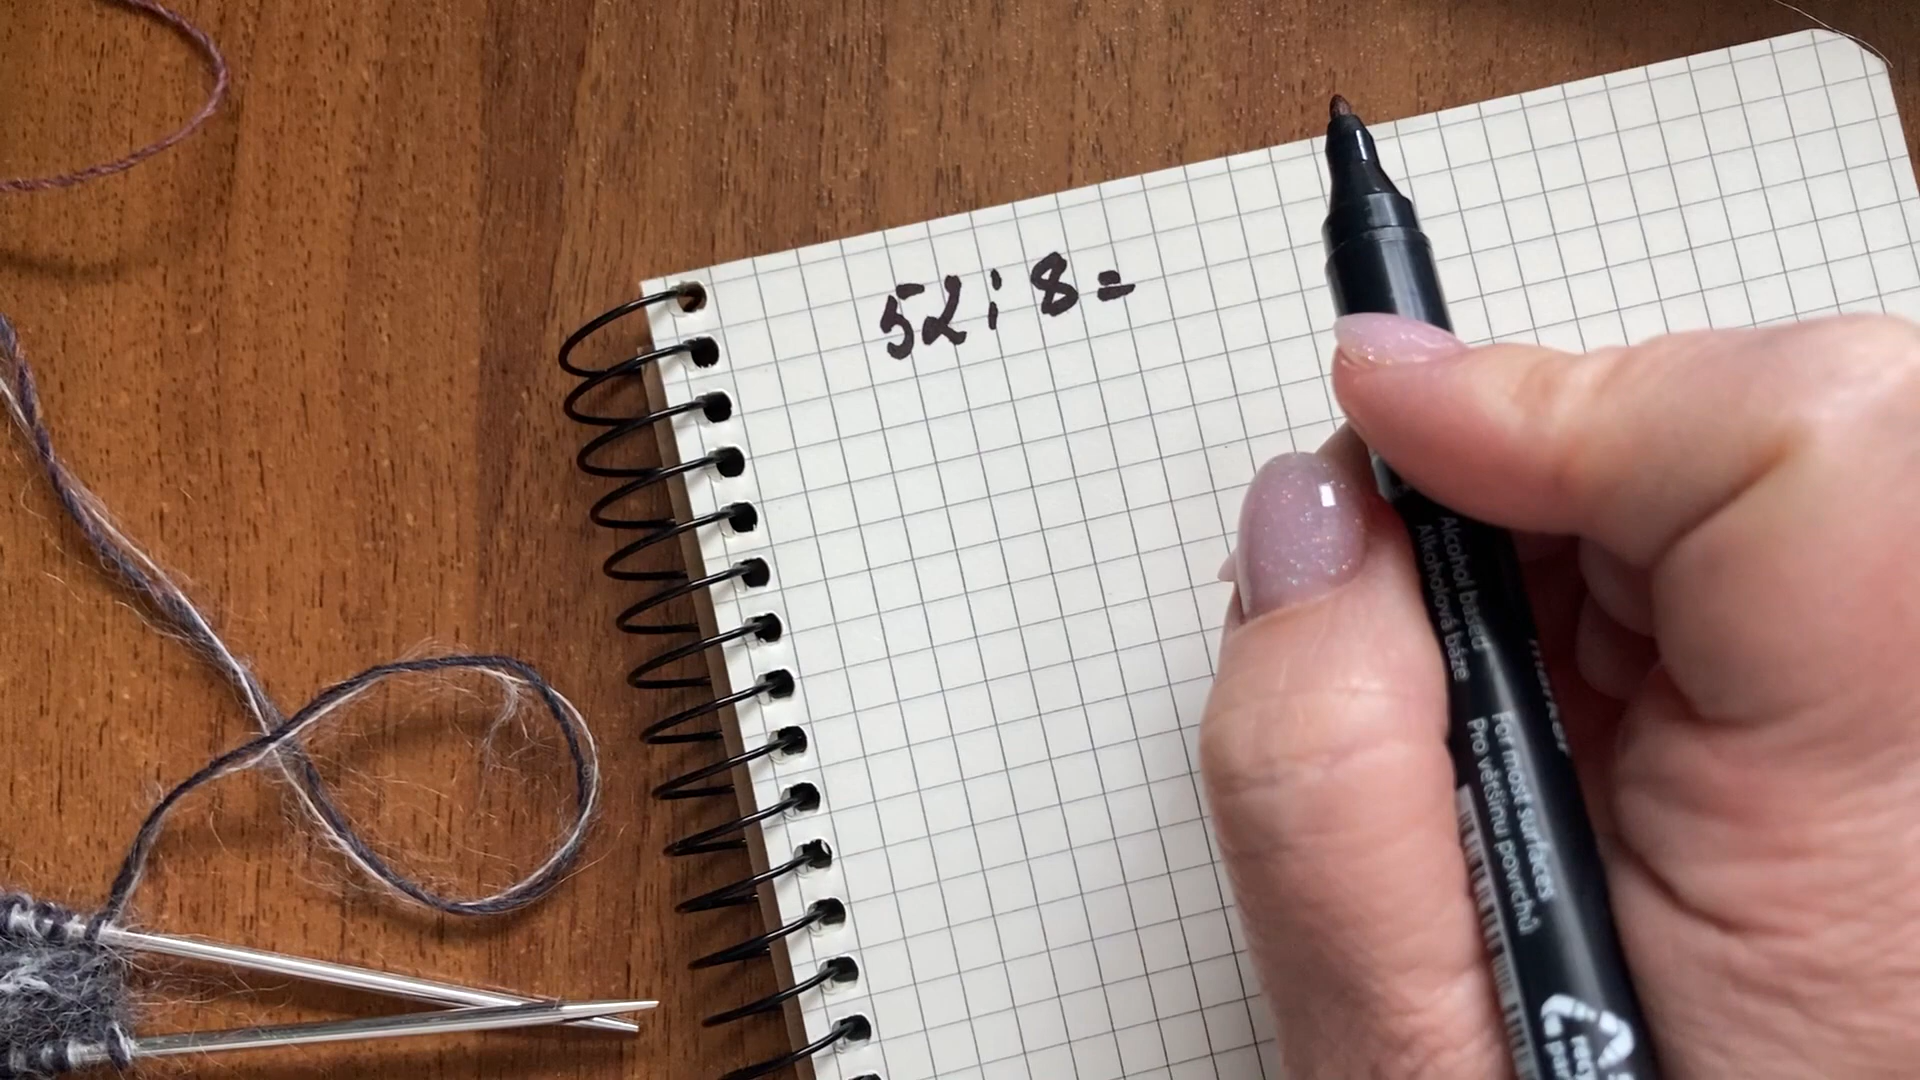 52:8=
Alcohol based
Alkoholová báze
For most surfaces
Pro většinu povrchů